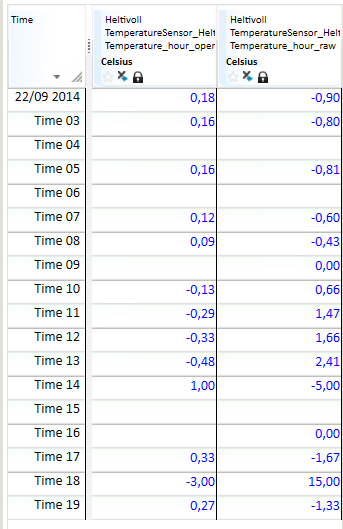 Time Heltivoll Heltivoll
TemperatureSensor_Helt TemperatureSensor_Helt
Temperature_hour_oper Temperature_hour_raw
Celsius Celsius
22/09 2014 0,18 -0,90
Time 03 0,16 -0,80
Time 04
Time 05 0,16 -0,81
Time 06
Time 07 0,12 -0,60
Time 08 0,09 -0,43
Time 09 0,00
Time 10 -0,13 0,66
Time 11 -0,29 1,47
Time 12 -0,33 1,66
Time 13 -0,48 2,41
Time 14 1,00 -5,00
Time 15
Time 16 0,00
Time 17 0,33 -1,67
Time 18 -3,00 15,00
Time 19 0,27 -1,33